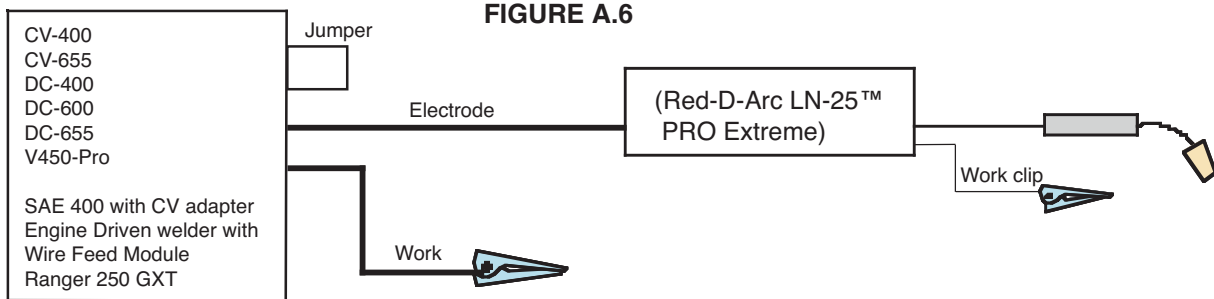 FIGURE A.6
CV-400
CV-655
DC-400
DC-600
DC-655
V450-Pro
SAE 400 with CV adapter
Engine Driven welder with
Wire Feed Module
Ranger 250 GXT
Jumper
Electrode
Work
(Red-D-Arc LN-25™
PRO Extreme)
Work clip